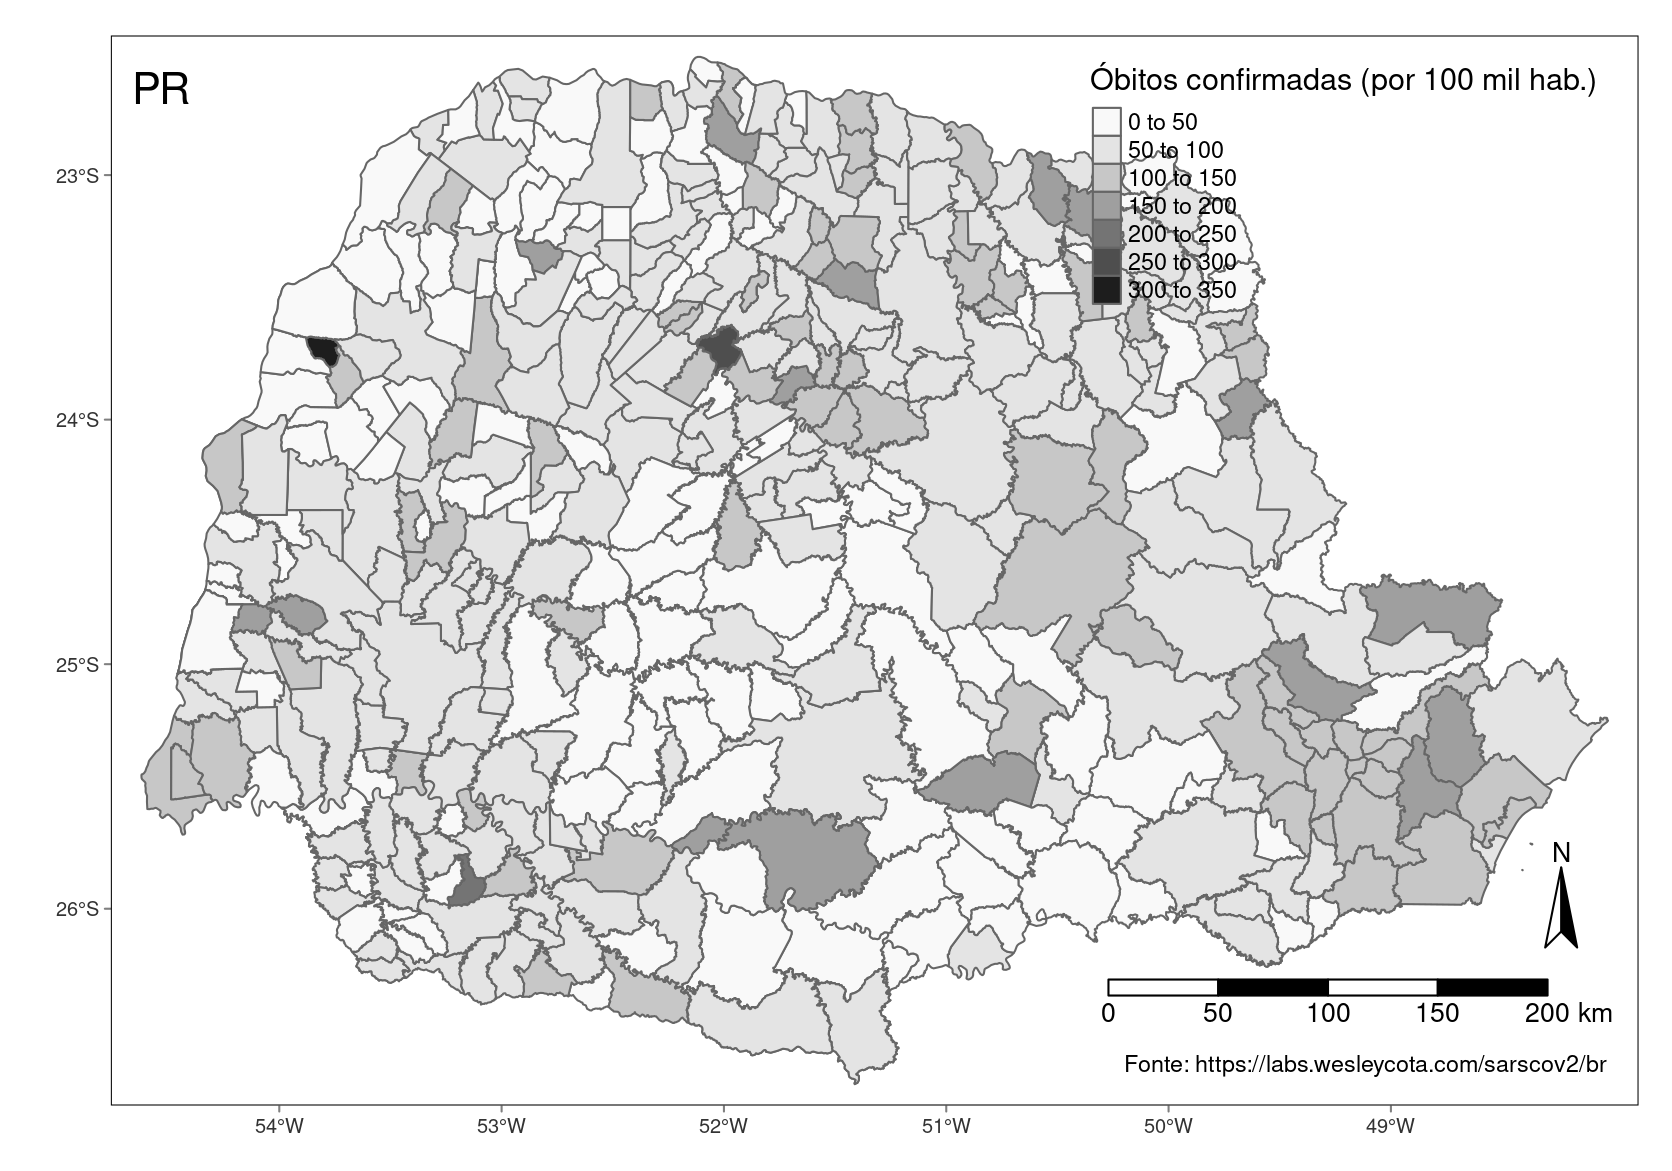 PR
Óbitos confirmadas (por 100 mil hab.)
0 to 50
50 to 100
100 to 150
150 to 200
200 to 250
250 to 300
300 to 350
23°S
24°S
25°S
26°S
N
0 50 100 150 200 km
Fonte: https://labs.wesleycota.com/sarscov2/br
54°W 53°W 52°W 51°W 50°W 49°W